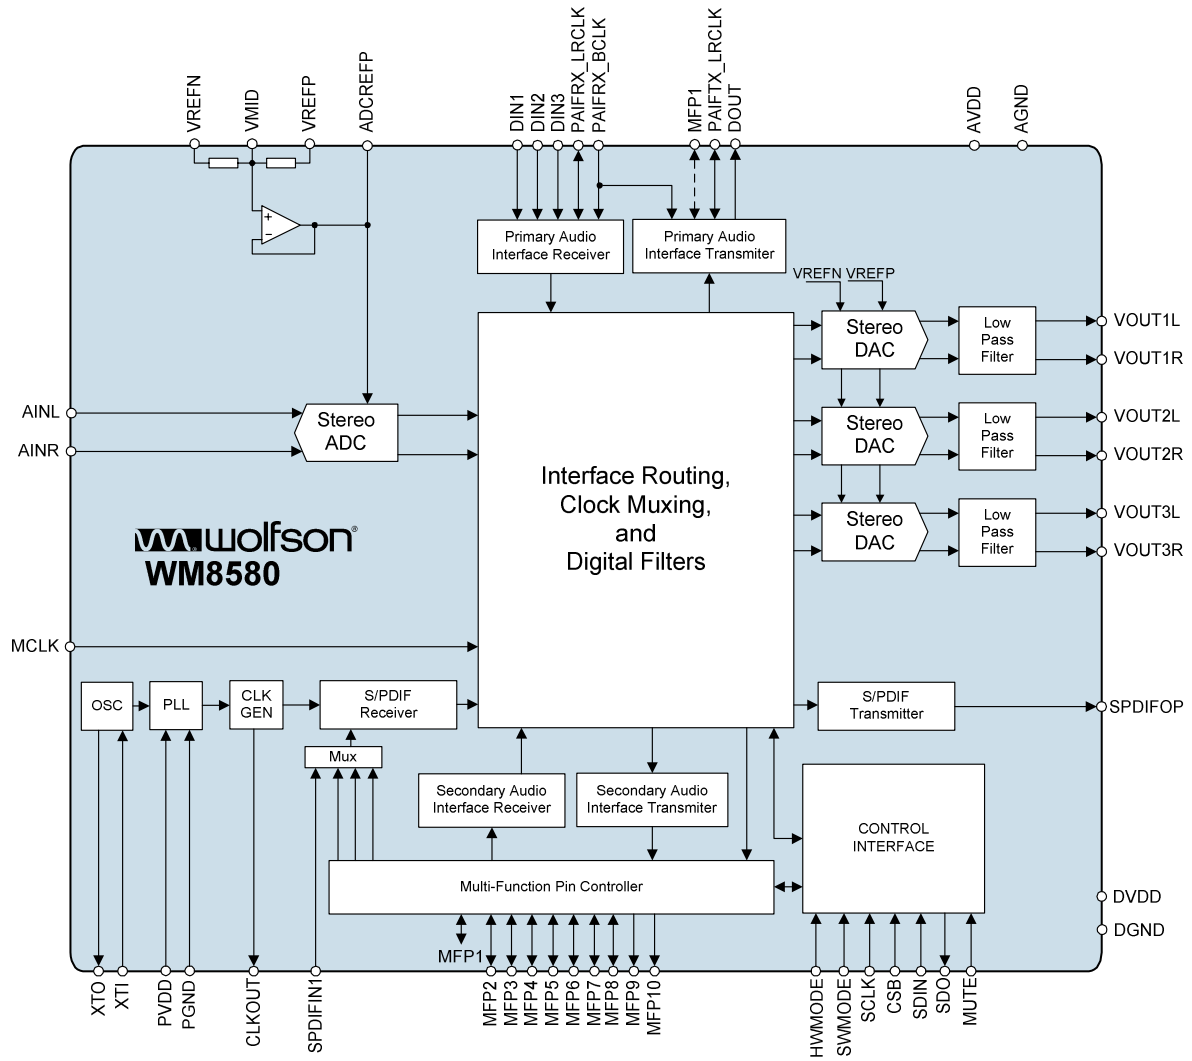 VREFN
VMID
VREFP
ADCREFP
DIN1
DIN2
DIN3
PAIFRX_LRCLK
PAIFRX_BCLK
MFP1
PAIFTX_LRCLK
DOUT
AVDD
AGND
+
−
Primary Audio
Interface Receiver
Primary Audio
Interface Transmiter
VREFN VREFP
Stereo
DAC
Low
Pass
Filter
VOUT1L
VOUT1R
AINL
AINR
Stereo
ADC
Stereo
DAC
Low
Pass
Filter
VOUT2L
VOUT2R
Interface Routing,
Clock Muxing,
and
Digital Filters
Stereo
DAC
Low
Pass
Filter
VOUT3L
VOUT3R
wolfson®
WM8580
MCLK
OSC
PLL
CLK
GEN
S/PDIF
Receiver
S/PDIF
Transmitter
SPDIFOP
Mux
Secondary Audio
Interface Receiver
Secondary Audio
Interface Transmiter
CONTROL
INTERFACE
Multi-Function Pin Controller
DVDD
DGND
MFP1
XTO
XTI
PVDD
PGND
CLKOUT
SPDIFIN1
MFP2
MFP3
MFP4
MFP5
MFP6
MFP7
MFP8
MFP9
MFP10
HWMODE
SWMODE
SCLK
CSB
SDIN
SDO
MUTE